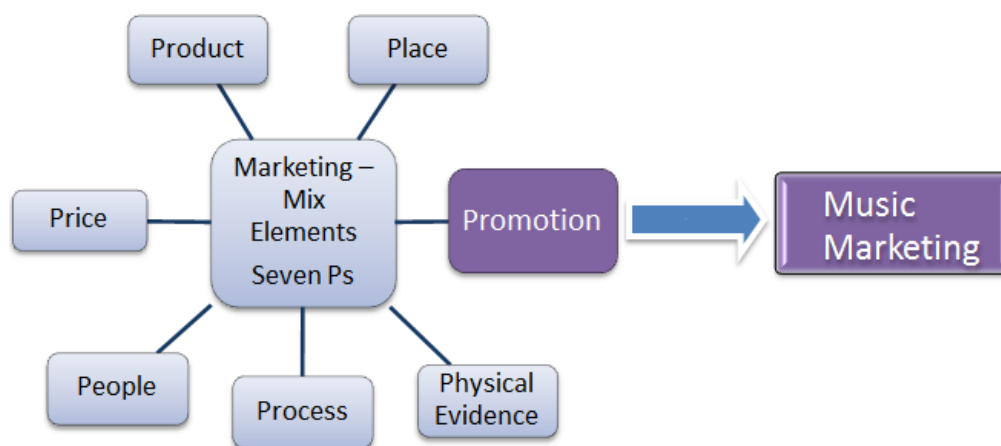 Product
Place
Marketing –
Mix
Elements
Seven Ps
Price
Promotion
Music
Marketing
People
Process
Physical
Evidence